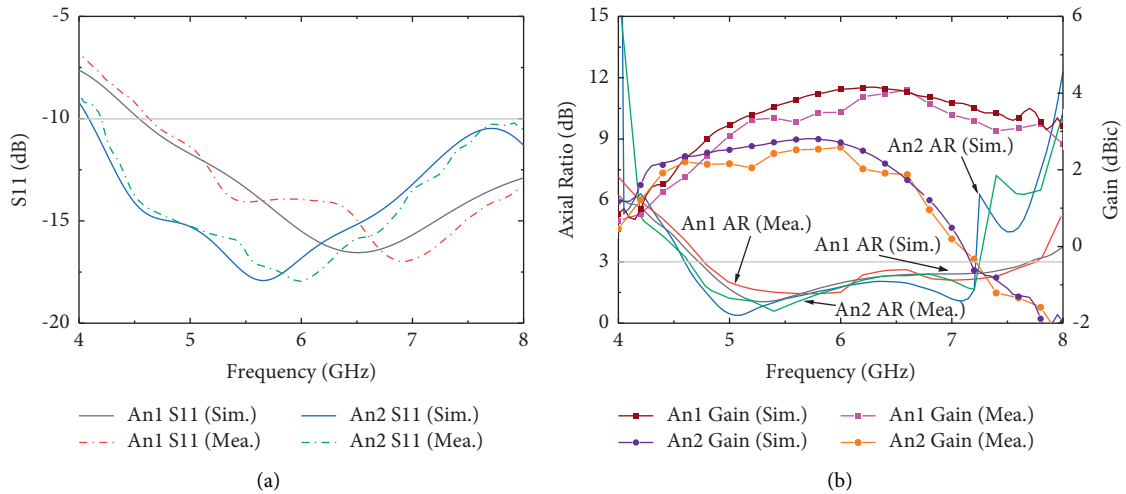 -5
-10
-15
-20
S11 (dB)
4 5 6 7 8
Frequency (GHz)
An1 S11 (Sim.)
An1 S11 (Mea.)
An2 S11 (Sim.)
An2 S11 (Mea.)
(a)
15
12
9
6
3
0
Axial Ratio (dB)
6
4
2
0
-2
Gain (dBic)
An2 AR (Sim.)
An1 AR (Mea.)
An1 AR (Sim.)
An2 AR (Mea.)
4 5 6 7 8
Frequency (GHz)
An1 Gain (Sim.)
An2 Gain (Sim.)
An1 Gain (Mea.)
An2 Gain (Mea.)
(b)